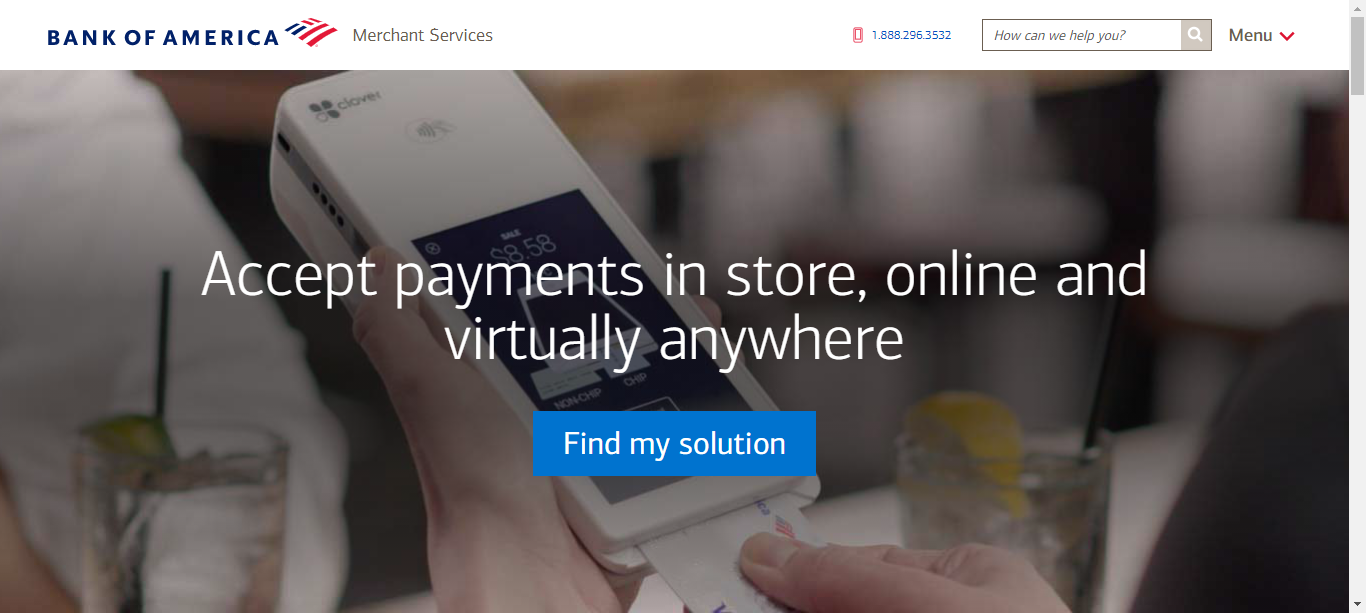 BANK OF AMERICA Merchant Services
1.888.296.3532
How can we help you?
Menu
clover
SALE
$8.58
Accept payments in store, online and
virtually anywhere
NON-CHIP CHIP
Find my solution